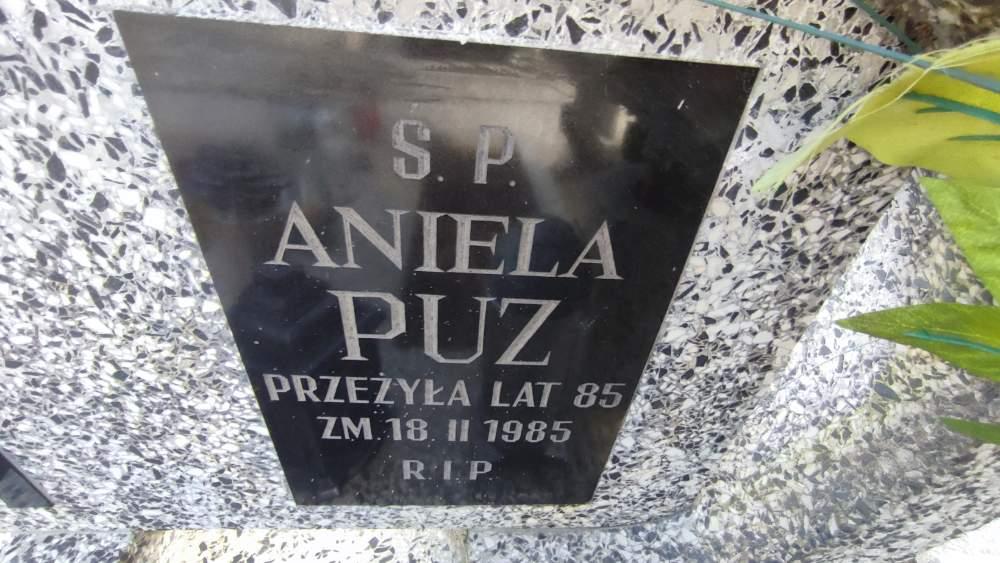 S. P.
ANIELA
PUZ
PRZEŻYŁA LAT 85
ZM. 18. II 1985
R.I.P.